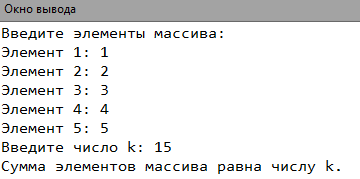 Окно вывода
Введите элементы массива:
Элемент 1: 1
Элемент 2: 2
Элемент 3: 3
Элемент 4: 4
Элемент 5: 5
Введите число k: 15
Сумма элементов массива равна числу k.